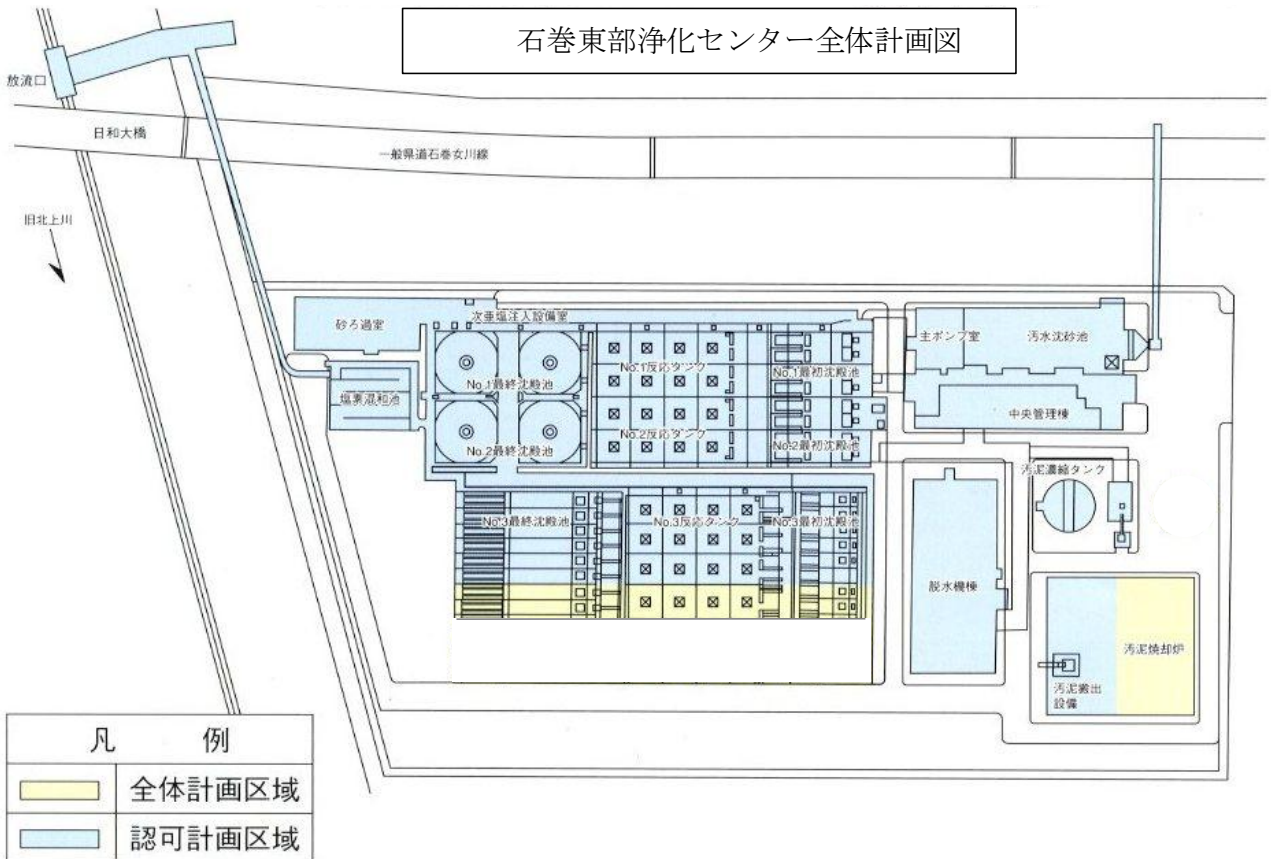 石巻東部浄化センター全体計画図
放流口
日和大橋
一般県道石巻女川線
旧北上川
砂ろ過室
次亜塩注入設備室
主ポンプ室
汚水沈砂池
No.1最終沈殿池
No.1反応タンク
No.1最初沈殿池
塩素混和池
中央管理棟
No.2最終沈殿池
No.2反応タンク
No.2最初沈殿池
汚泥濃縮タンク
No.3最終沈殿池
No.3反応タンク
No.3最初沈殿池
脱水機棟
汚泥焼却炉
汚泥搬出
設備
凡 例
全体計画区域
認可計画区域